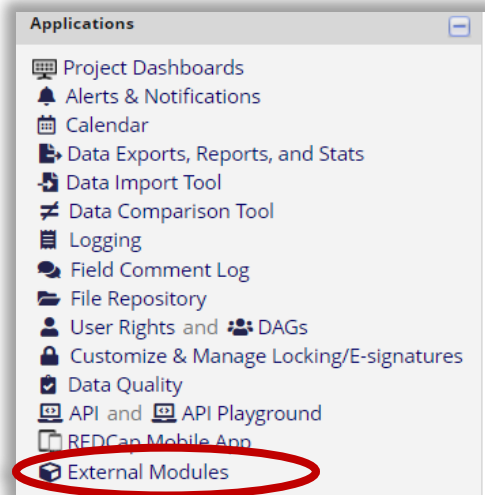 Applications
Project Dashboards
Alerts & Notifications
Calendar
Data Exports, Reports, and Stats
Data Import Tool
Data Comparison Tool
Logging
Field Comment Log
File Repository
User Rights and DAGs
Customize & Manage Locking/E-signatures
Data Quality
API and API Playground
REDCap Mobile App
External Modules